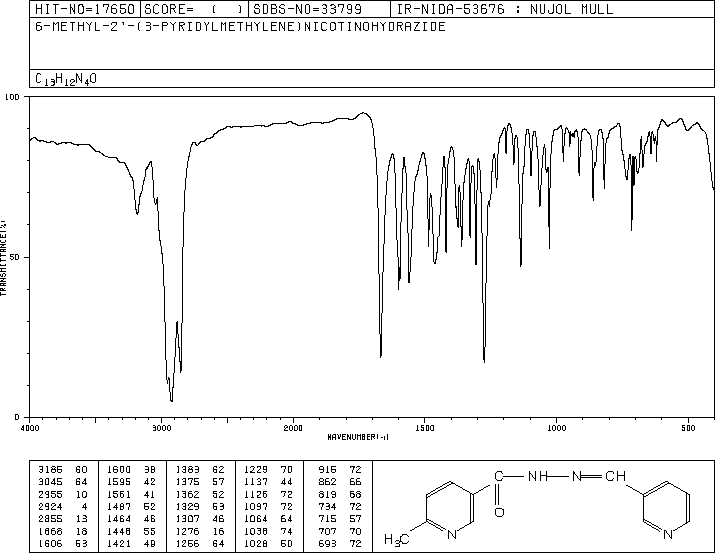 HIT-NO=17650 SCORE= ( ) SDBS-NO=33799 IR-NIDA-53676 : NUJOL MULL
6-METHYL-2'-(3-PYRIDYLMETHYLENE)NICOTINOHYDRAZIDE
C13H12N4O
100
50
0
TRANSMITTANCE(%)
4000 3000 2000 1500 1000 500
WAVENUMBER(-1)
3185 60 1600 38 1383 62 1229 70 915 72
3045 64 1595 42 1375 57 1137 44 862 66
2955 10 1561 41 1362 52 1126 72 819 68
2924 4 1487 52 1329 53 1097 72 734 72
2855 13 1464 46 1307 46 1064 64 715 57
1668 18 1448 55 1276 16 1038 74 707 70
1606 53 1421 49 1256 64 1028 50 693 72
C NH N CH
O
H3C N N